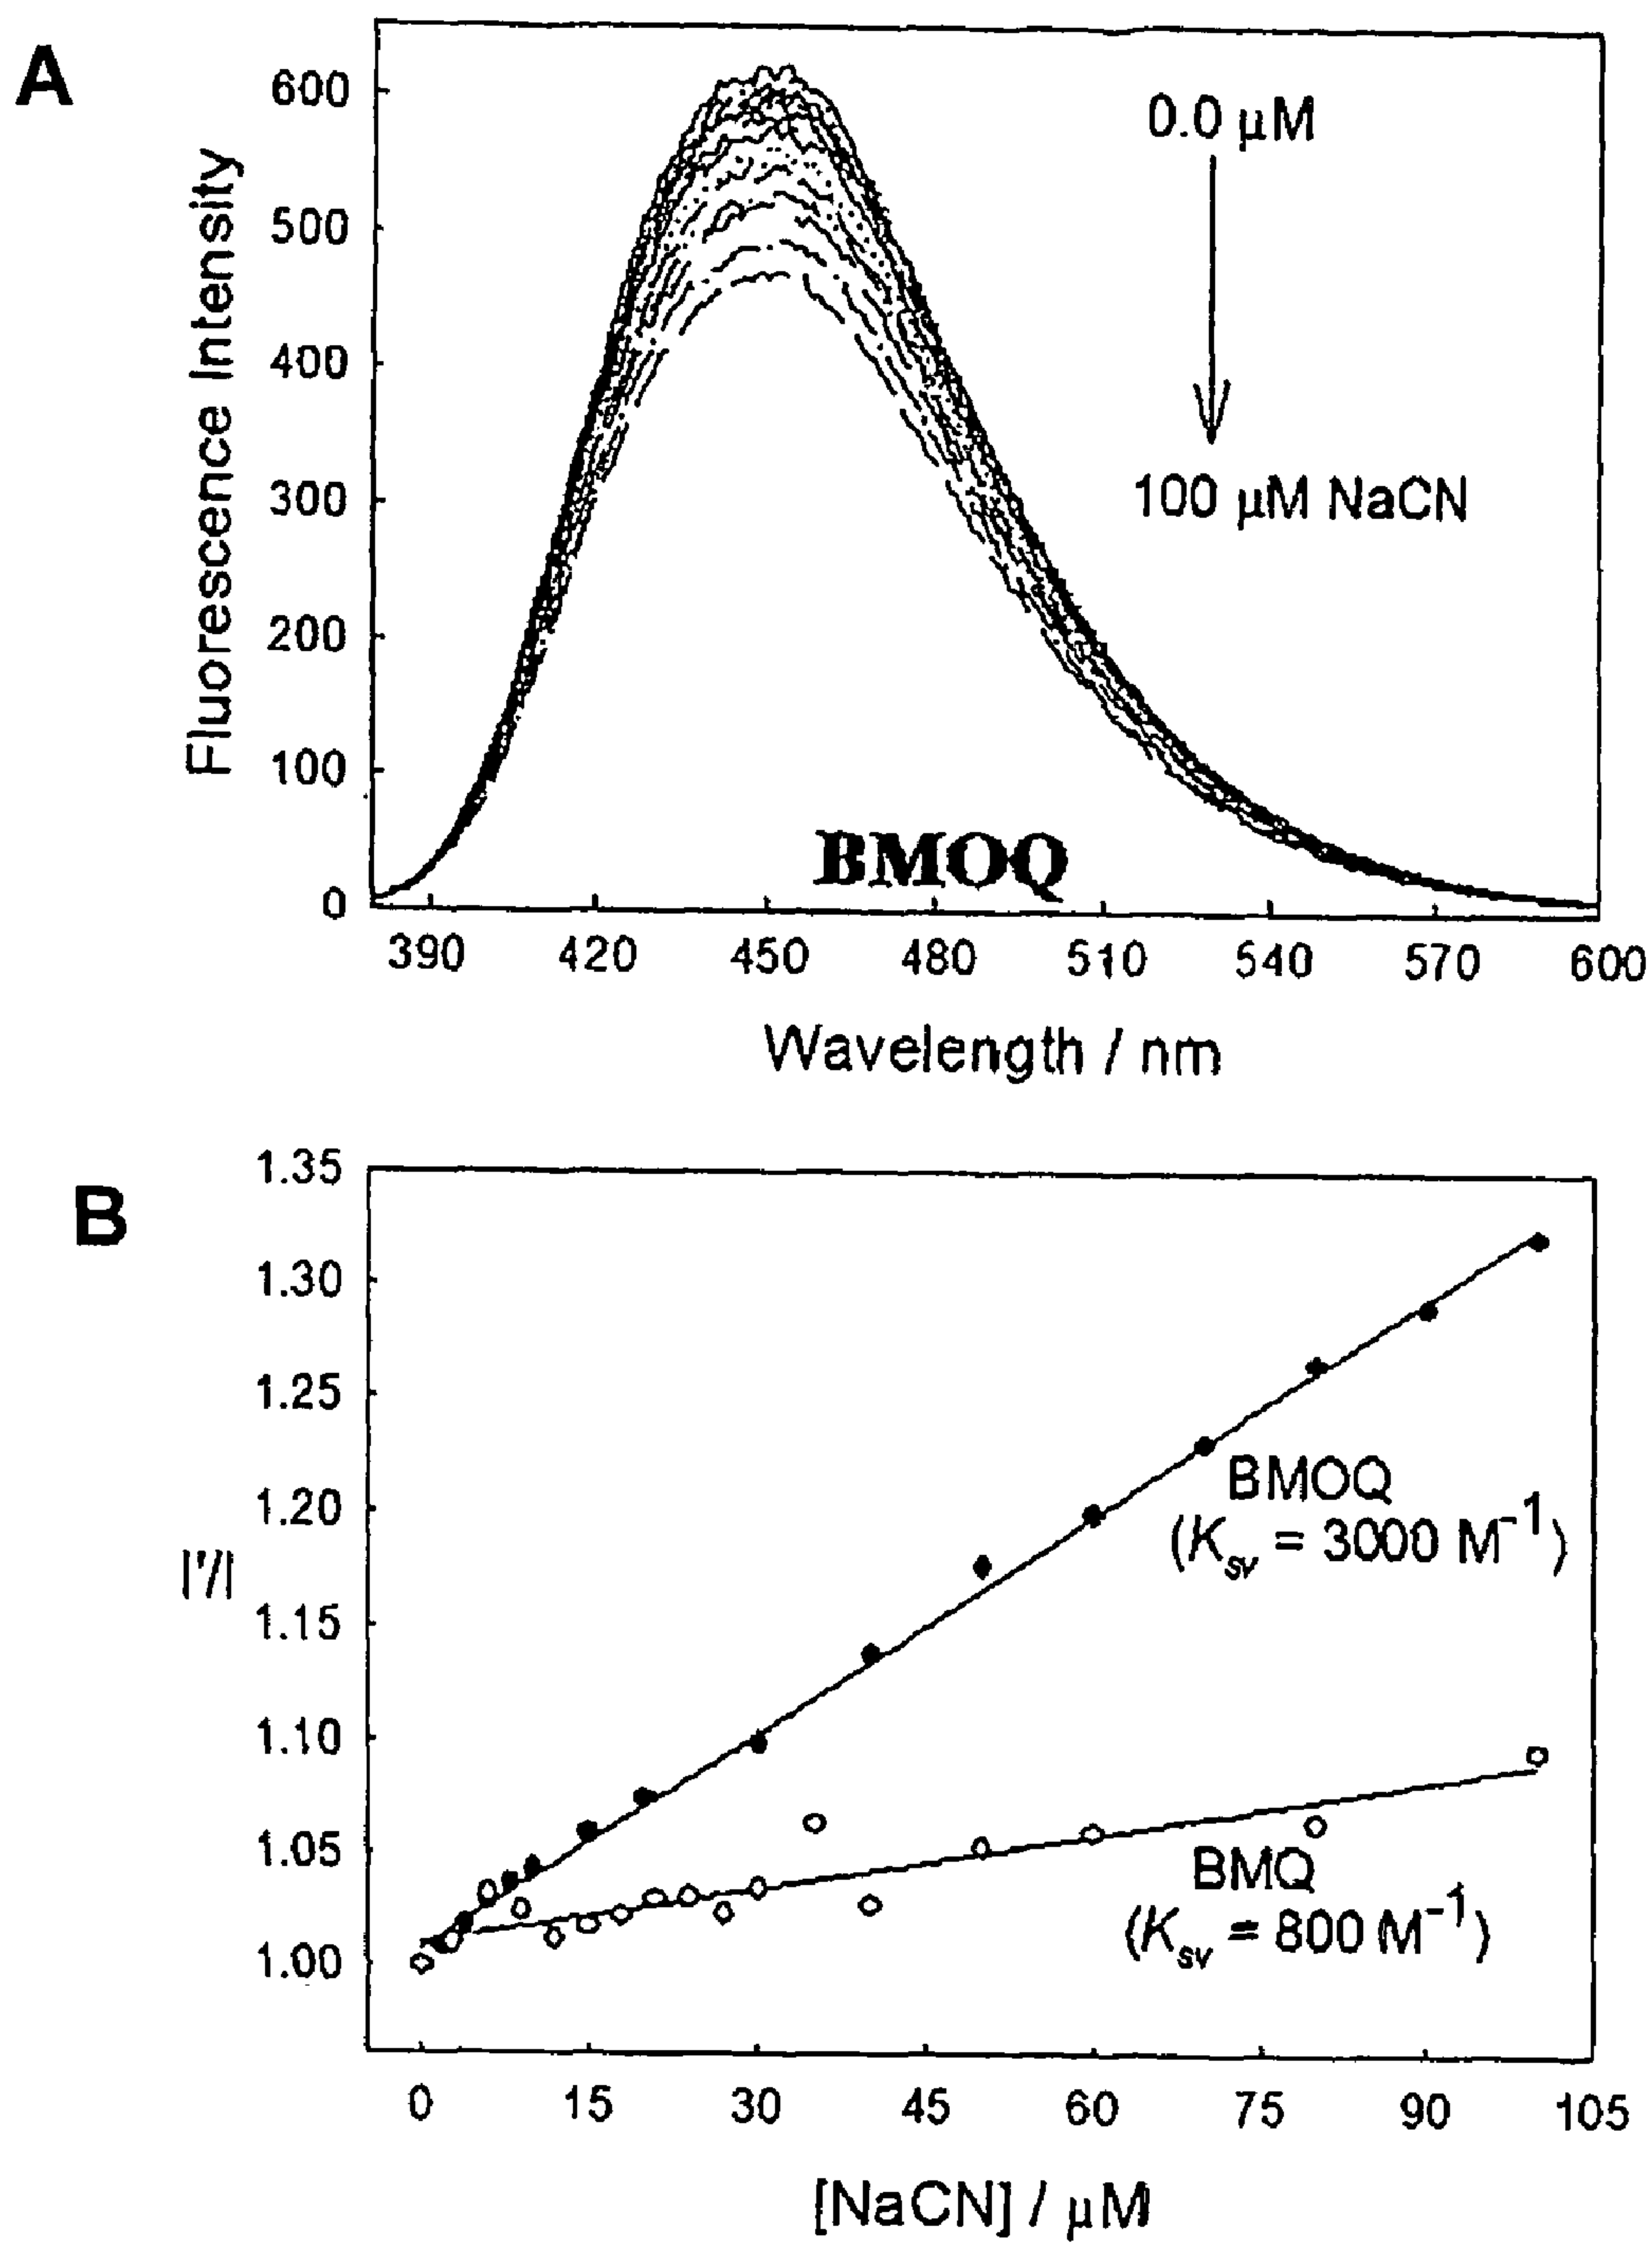 A
Fluorescence Intensity
600
500
400
300
200
100
0
0.0 μM
100 μM NaCN
BMOQ
390 420 450 480 510 540 570 600
Wavelength / nm
B
I'/I
1.35
1.30
1.25
1.20
1.15
1.10
1.05
1.00
BMOQ
(Ksv = 3000 M⁻¹)
BMQ
(Ksv = 800 M⁻¹)
0 15 30 45 60 75 90 105
[NaCN] / μM